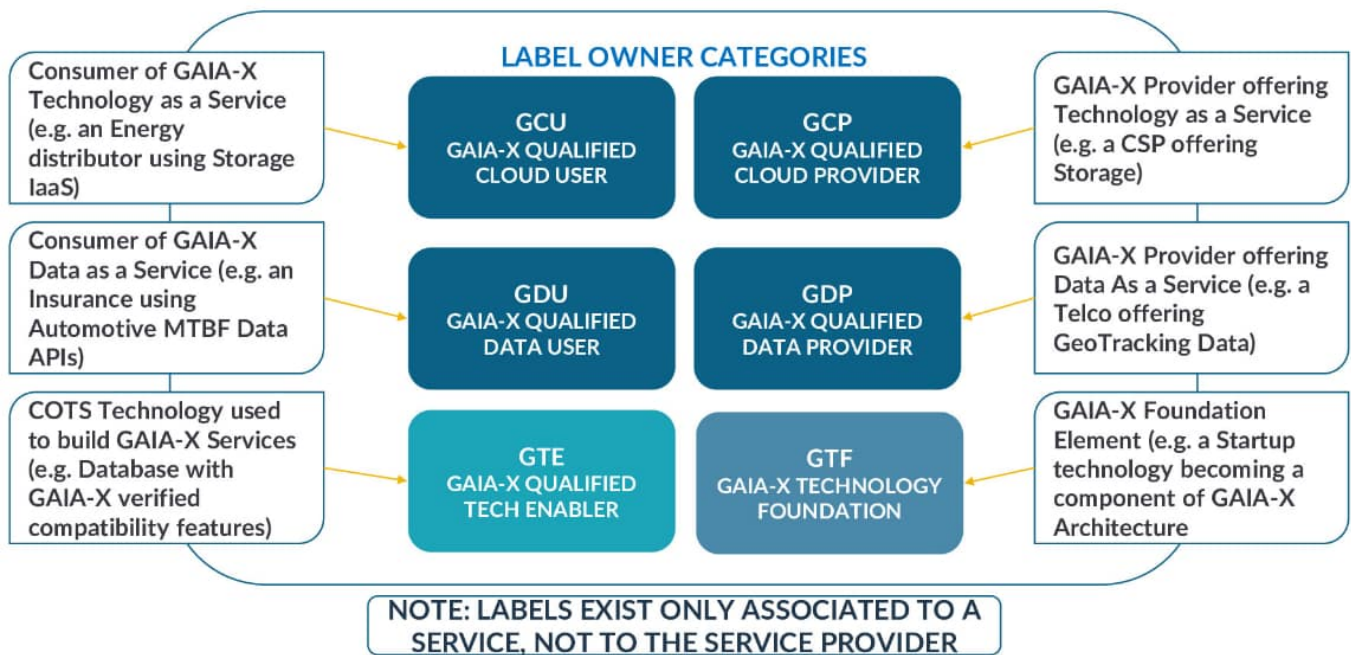 LABEL OWNER CATEGORIES
Consumer of GAIA-X
Technology as a Service
(e.g. an Energy
distributor using Storage
IaaS)
GCU
GAIA-X QUALIFIED
CLOUD USER
GCP
GAIA-X QUALIFIED
CLOUD PROVIDER
GAIA-X Provider offering
Technology as a Service
(e.g. a CSP offering
Storage)
Consumer of GAIA-X
Data as a Service (e.g. an
Insurance using
Automotive MTBF Data
APIs)
GDU
GAIA-X QUALIFIED
DATA USER
GDP
GAIA-X QUALIFIED
DATA PROVIDER
GAIA-X Provider offering
Data As a Service (e.g. a
Telco offering
GeoTracking Data)
COTS Technology used
to build GAIA-X Services
(e.g. Database with
GAIA-X verified
compatibility features)
GTE
GAIA-X QUALIFIED
TECH ENABLER
GTF
GAIA-X TECHNOLOGY
FOUNDATION
GAIA-X Foundation
Element (e.g. a Startup
technology becoming a
component of GAIA-X
Architecture
NOTE: LABELS EXIST ONLY ASSOCIATED TO A
SERVICE, NOT TO THE SERVICE PROVIDER